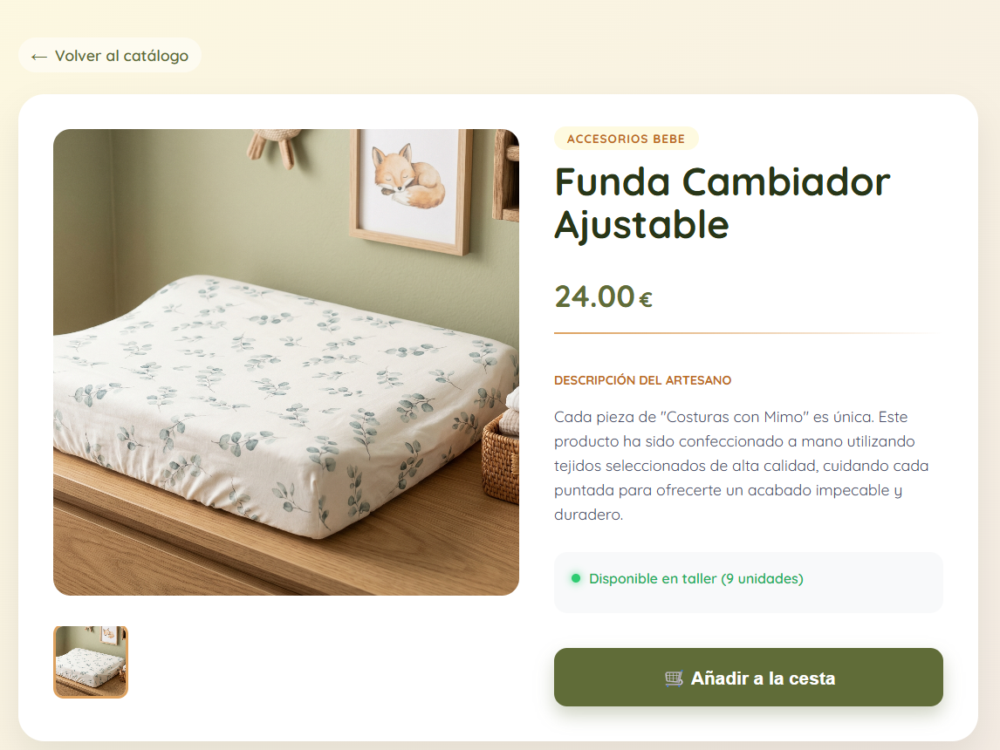 ← Volver al catálogo
ACCESORIOS BEBE
Funda Cambiador
Ajustable
24.00 €
DESCRIPCIÓN DEL ARTESANO
Cada pieza de "Costuras con Mimo" es única. Este
producto ha sido confeccionado a mano utilizando
tejidos seleccionados de alta calidad, cuidando cada
puntada para ofrecerte un acabado impecable y
duradero.
Disponible en taller (9 unidades)
🛒 Añadir a la cesta